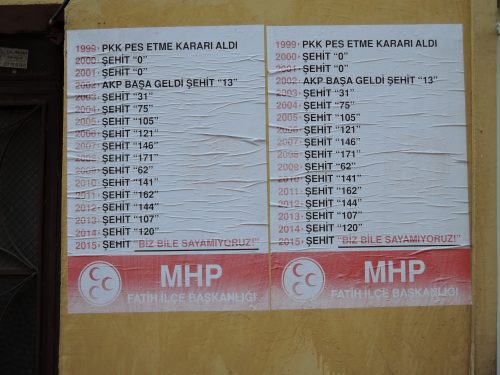 1999- PKK PES ETME KARARI ALDI
2000- ŞEHİT "0"
2001- ŞEHİT "0"
2002- AKP BAŞA GELDİ ŞEHİT "13"
2003- ŞEHİT "31"
2004- ŞEHİT "75"
2005- ŞEHİT "105"
2006- ŞEHİT "121"
2007- ŞEHİT "146"
2008- ŞEHİT "171"
2009- ŞEHİT "62"
2010- ŞEHİT "141"
2011- ŞEHİT "162"
2012- ŞEHİT "144"
2013- ŞEHİT "107"
2014- ŞEHİT "120"
2015- ŞEHİT "BİZ BİLE SAYAMIYORUZ!"
MHP
FATİH İLÇE BAŞKANLIĞI
1999- PKK PES ETME KARARI ALDI
2000- ŞEHİT "0"
2001- ŞEHİT "0"
2002- AKP BAŞA GELDİ ŞEHİT "13"
2003- ŞEHİT "31"
2004- ŞEHİT "75"
2005- ŞEHİT "105"
2006- ŞEHİT "121"
2007- ŞEHİT "146"
2008- ŞEHİT "171"
2009- ŞEHİT "62"
2010- ŞEHİT "141"
2011- ŞEHİT "162"
2012- ŞEHİT "144"
2013- ŞEHİT "107"
2014- ŞEHİT "120"
2015- ŞEHİT "BİZ BİLE SAYAMIYORUZ!"
MHP
FATİH İLÇE BAŞKANLIĞI